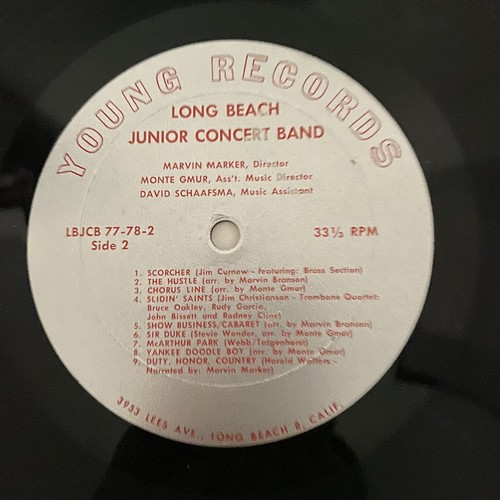 YOUNG RECORDS
LONG BEACH
JUNIOR CONCERT BAND
MARVIN MARKER, Director
MONTE GMUR, Ass't. Music Director
DAVID SCHAAFSMA, Music Assistant
LBJCB 77-78-2
Side 2
33⅓ RPM
1. SCORCHER (Jim Curnow - featuring: Brass Section)
2. THE HUSTLE (arr. by Marvin Branson)
3. CHORUS LINE (arr. by Monte Gmur)
4. SLIDIN' SAINTS (Jim Christianson - Trombone Quartet:
Bruce Oakley, Rudy Garcia,
John Bissett and Rodney Cline)
5. SHOW BUSINESS/CABARET (arr. by Marvin Branson)
6. SIR DUKE (Stevie Wonder, arr. by Monte Gmur)
7. McARTHUR PARK (Webb/Tatgenhorst)
8. YANKEE DOODLE BOY (arr. by Monte Gmur)
9. DUTY, HONOR, COUNTRY (Harold Walters -
Narrated by: Marvin Marker)
3953 LEES AVE., LONG BEACH 8, CALIF.